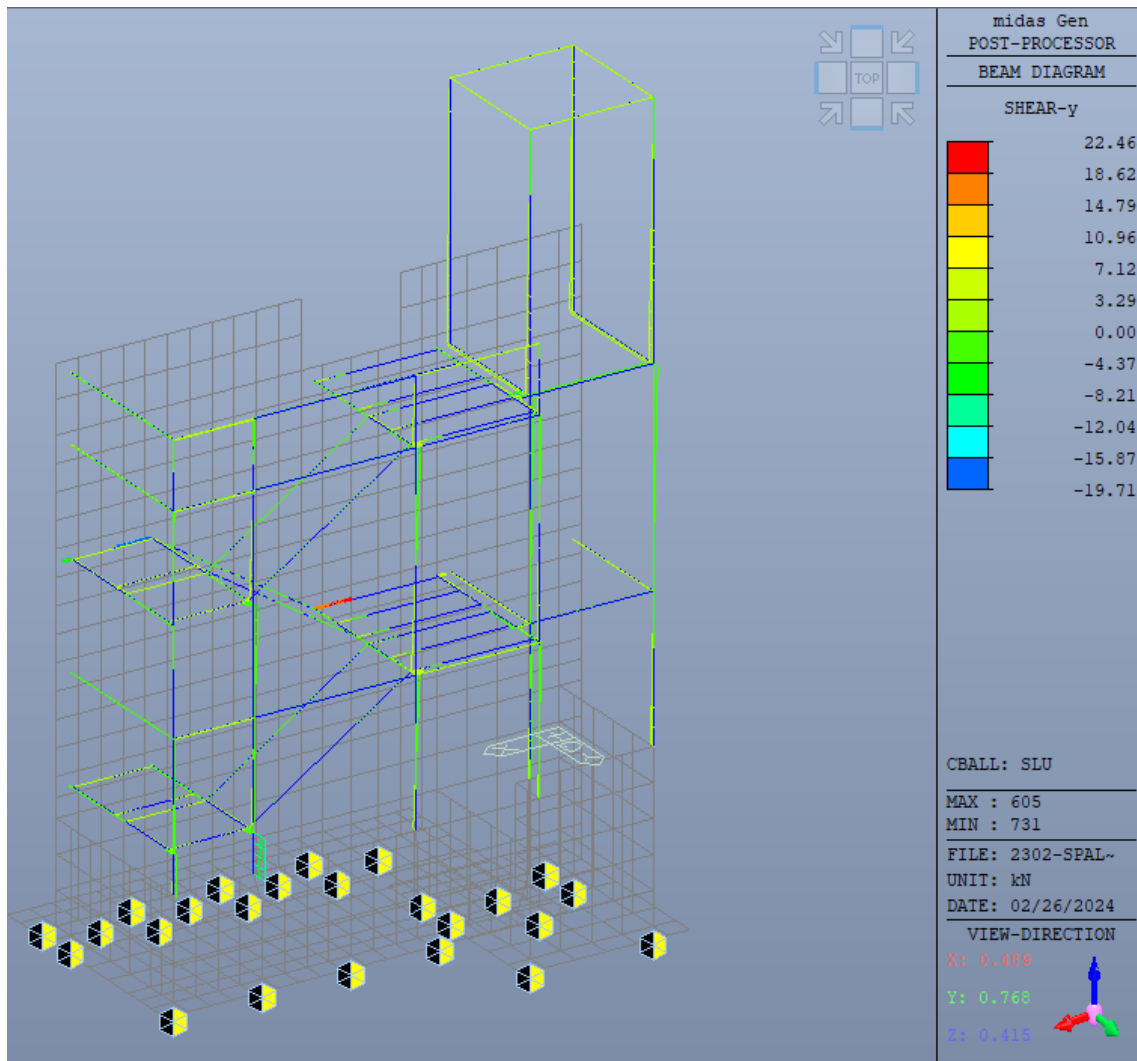 TOP
midas Gen
POST-PROCESSOR
BEAM DIAGRAM
SHEAR-y
22.46
18.62
14.79
10.96
7.12
3.29
0.00
-4.37
-8.21
-12.04
-15.87
-19.71
CBALL: SLU
MAX : 605
MIN : 731
FILE: 2302-SPAL~
UNIT: kN
DATE: 02/26/2024
VIEW-DIRECTION
X: 0.489
Y: 0.768
Z: 0.415